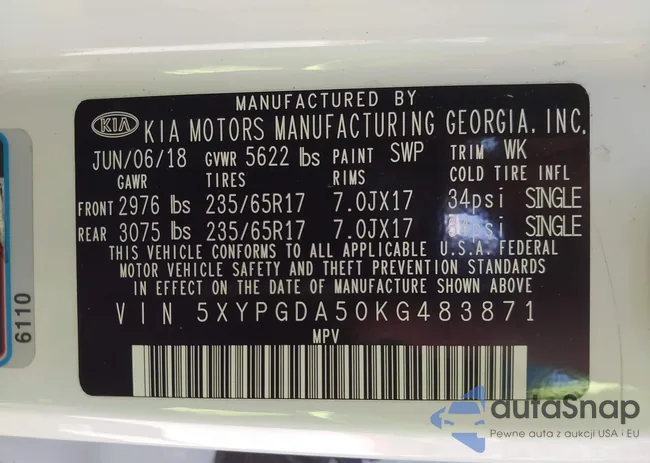 MANUFACTURED BY
KIA KIA MOTORS MANUFACTURING GEORGIA, INC.
JUN/06/18 GVWR 5622 lbs PAINT SWP TRIM WK
GAWR TIRES RIMS COLD TIRE INFL
FRONT 2976 lbs 235/65R17 7.0JX17 34psi SINGLE
REAR 3075 lbs 235/65R17 7.0JX17 SINGLE
THIS VEHICLE CONFORMS TO ALL APPLICABLE U.S.A. FEDERAL
MOTOR VEHICLE SAFETY AND THEFT PREVENTION STANDARDS
IN EFFECT ON THE DATE OF MANUFACTURE SHOWN ABOVE
VIN 5XYPGDA50KG483871
MPV
6110
autoSnap
Pewne auta z aukcji USA i EU